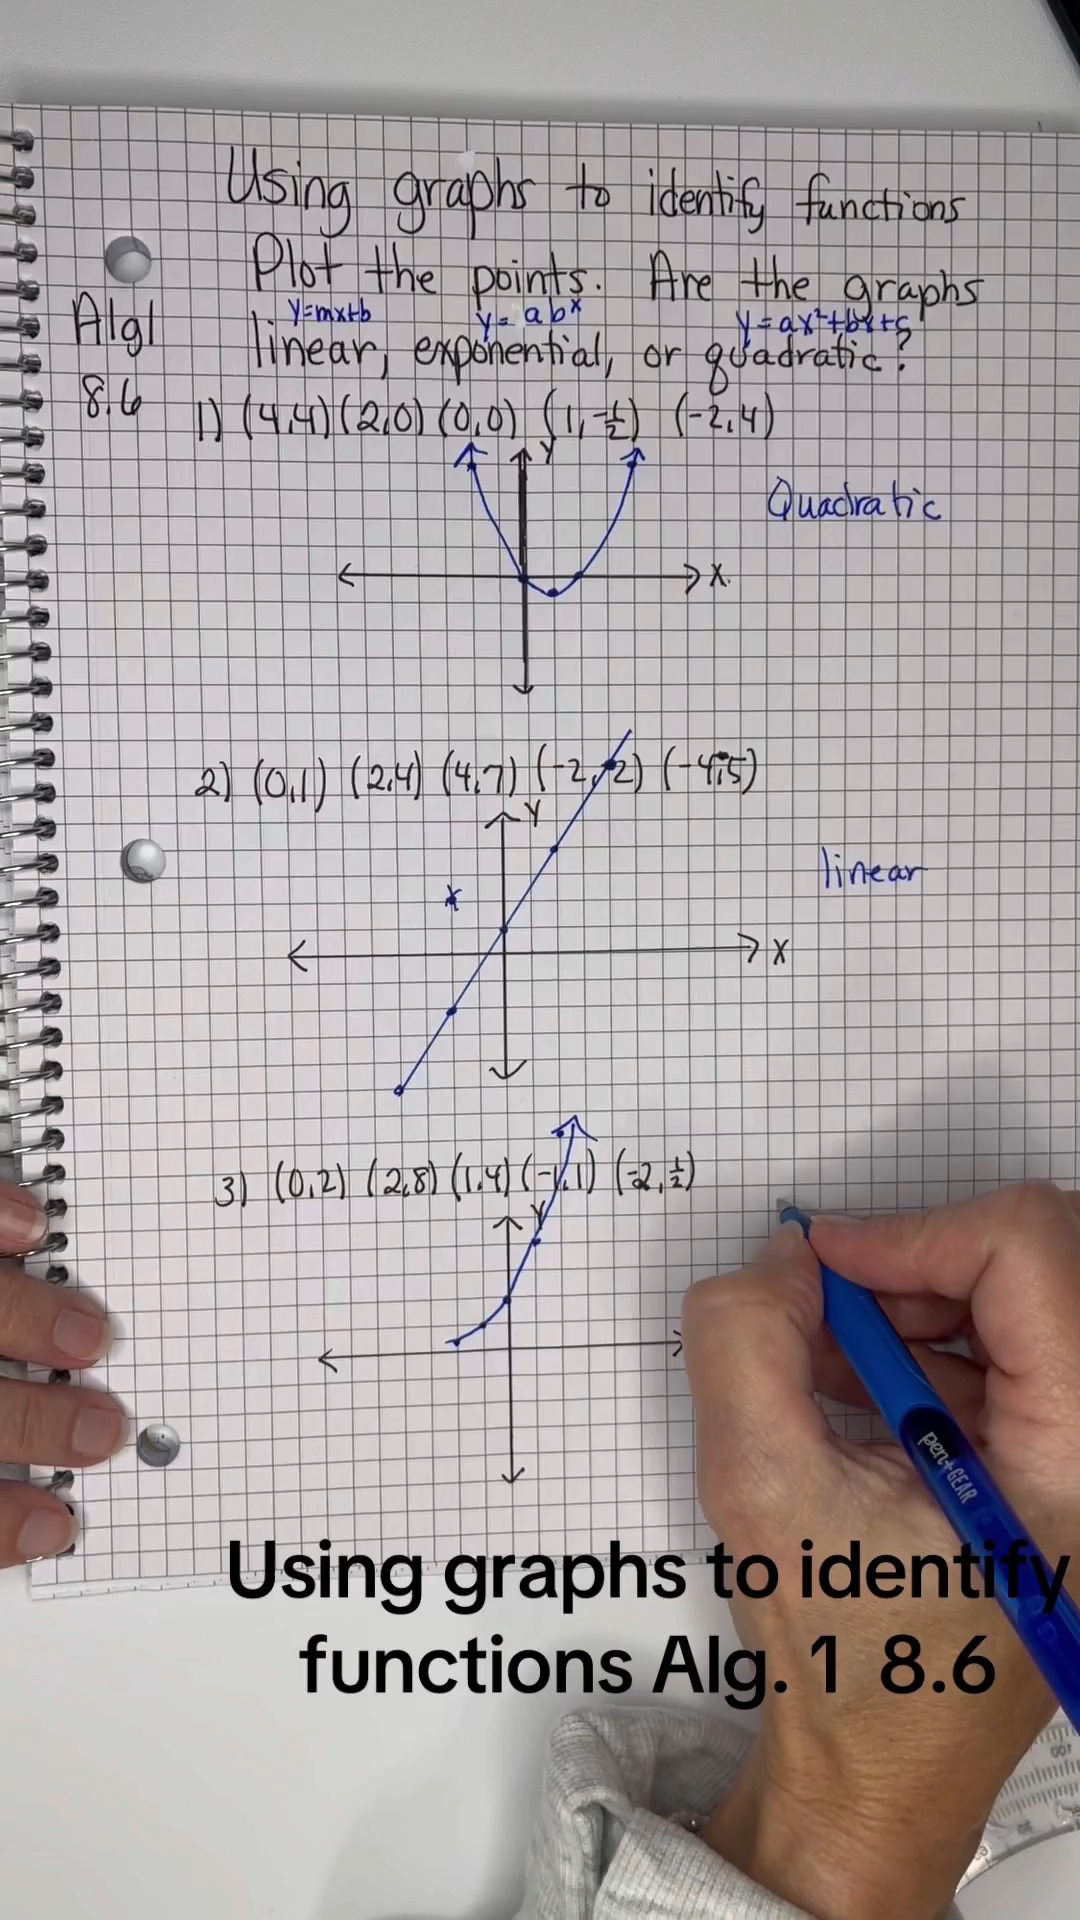 Using graphs to identify functions
Plot the points. Are the graphs
Alg1
y=mx+b y=ab^x y=ax²+bx+c
linear, exponential, or quadratic?
8.6
1) (4,4) (2,0) (0,0) (1,-½) (-2,4)
y
Quadratic
x
2) (0,1) (2,4) (4,7) (-2,-2) (-4,-5)
y
linear
x
3) (0,2) (2,8) (1,4) (-1,1) (-2,½)
y
pen+GEAR
Using graphs to identify
functions Alg. 1 8.6